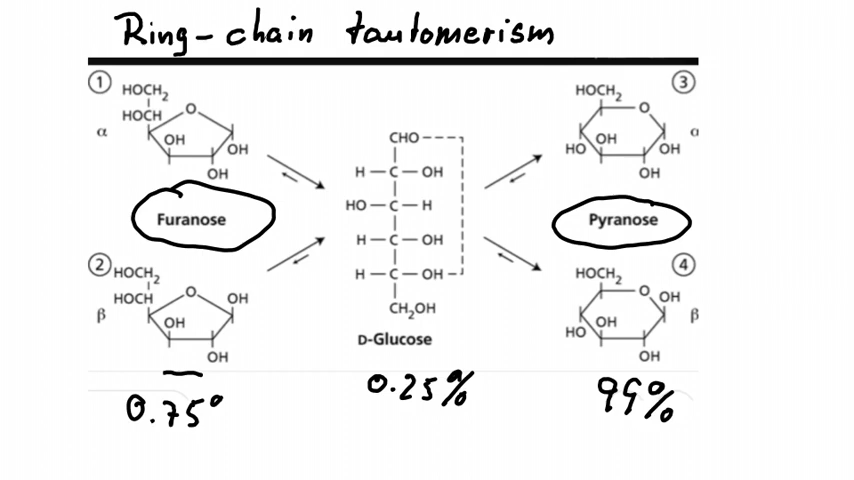 Ring-chain tautomerism
1
HOCH2
HOCH
O
α
OH
OH
OH
Furanose
2
HOCH2
HOCH
O
OH
β
OH
OH
CHO
H-C-OH
HO-C-H
H-C-OH
H-C-OH
CH2OH
D-Glucose
3
HOCH2
O
α
OH
HO
OH
OH
Pyranose
4
HOCH2
O
OH
β
OH
HO
OH
0.75°
0.25%
99%